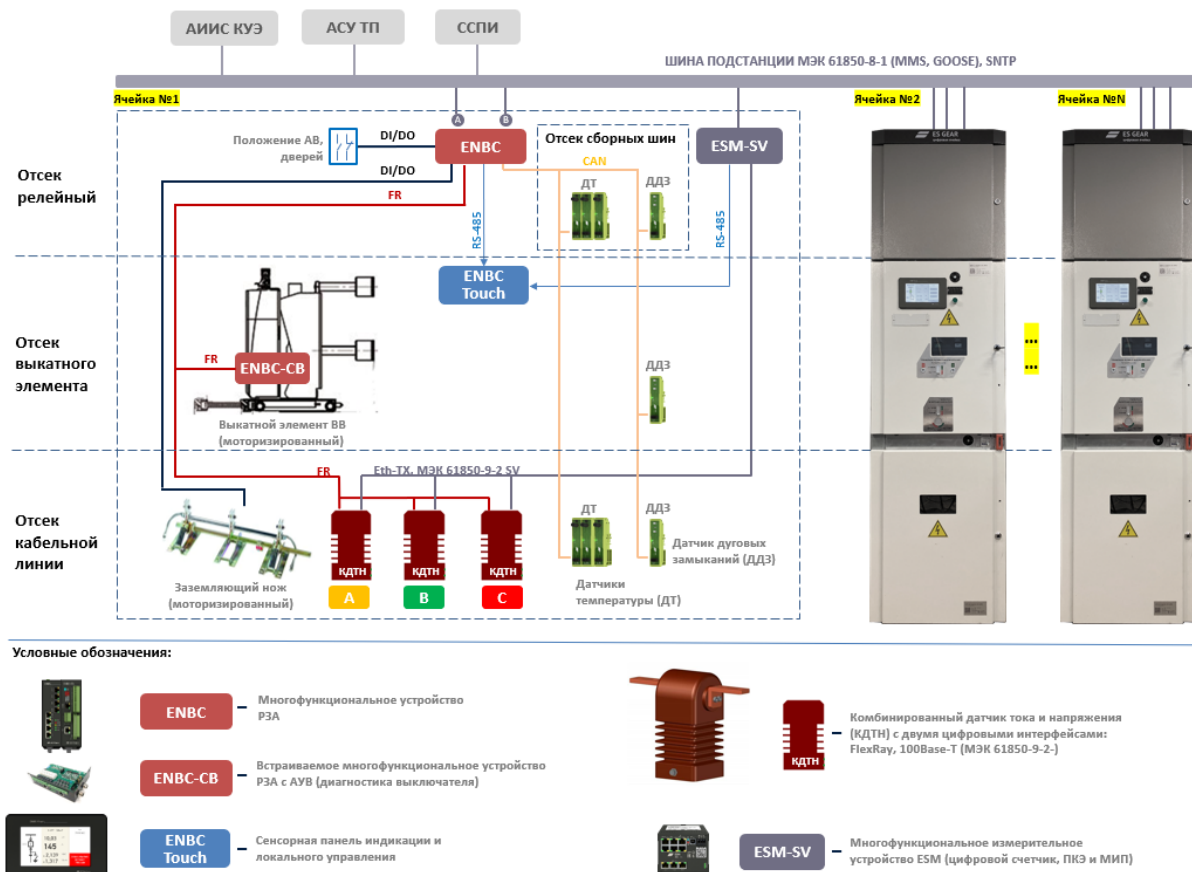 АИИС КУЭ
АСУ ТП
ССПИ
ШИНА ПОДСТАНЦИИ МЭК 61850-8-1 (MMS, GOOSE), SNTP
Ячейка №1
Ячейка №2
Ячейка №N
A
B
Положение АВ,
дверей
DI/DO
ENBC
Отсек сборных шин
ESM-SV
ES GEAR
ES GEAR
CAN
DI/DO
Отсек
релейный
FR
ДТ
ДДЗ
RS-485
RS-485
ENBC
Touch
Отсек
выкатного
элемента
FR
ENBC-CB
ДДЗ
...
...
Выкатной элемент ВВ
(моторизированный)
FR
Eth-TX. МЭК 61850-9-2 SV
Отсек
кабельной
линии
ДТ
ДДЗ
Датчик дуговых
замыканий (ДДЗ)
КДТН
КДТН
КДТН
Заземляющий нож
(моторизированный)
A
B
C
Датчики
температуры (ДТ)
Условные обозначения:
ENBC
–
Многофункциональное устройство
РЗА
ENBC-CB
–
Встраиваемое многофункциональное устройство
РЗА с АУВ (диагностика выключателя)
145
ENBC
Touch
–
Сенсорная панель индикации и
локального управления
КДТН
–
Комбинированный датчик тока и напряжения
(КДТН) с двумя цифровыми интерфейсами:
FlexRay, 100Base-T (МЭК 61850-9-2-)
ESM-SV
–
Многофункциональное измерительное
устройство ESM (цифровой счетчик, ПКЭ и МИП)